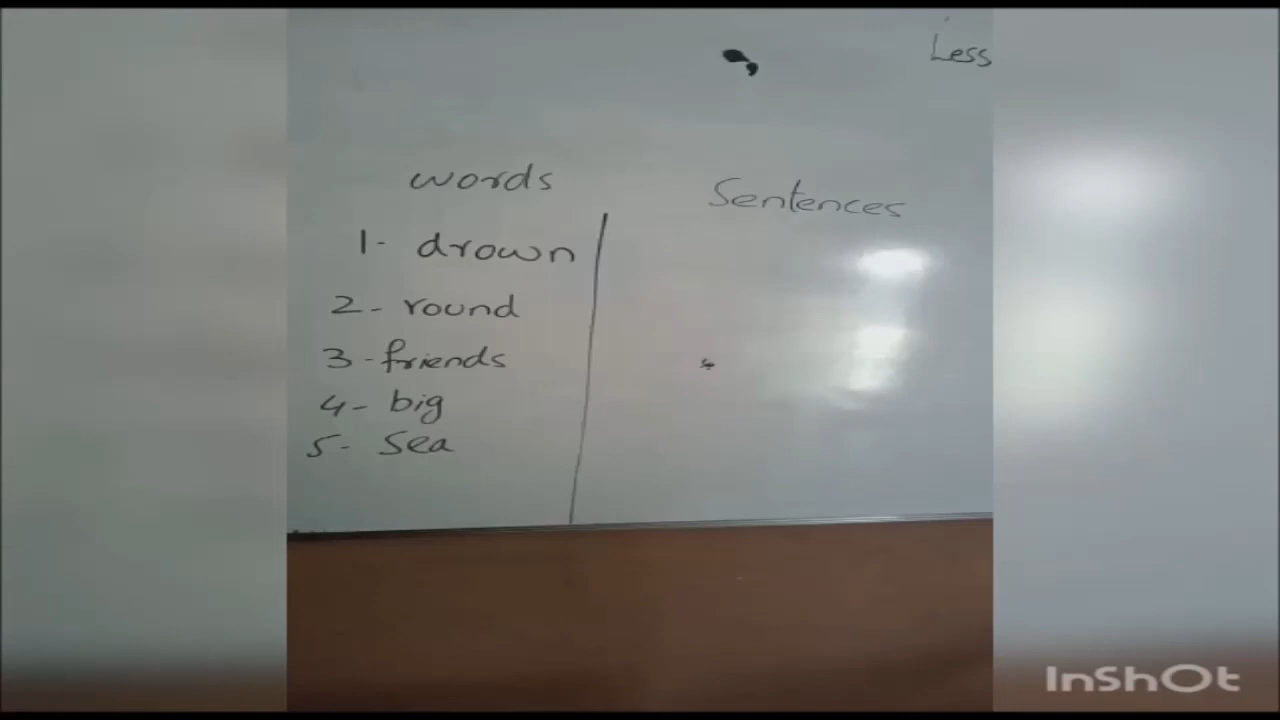 Less
words
Sentences
1- drown
2- round
3- friends
4- big
5- Sea
InShOt